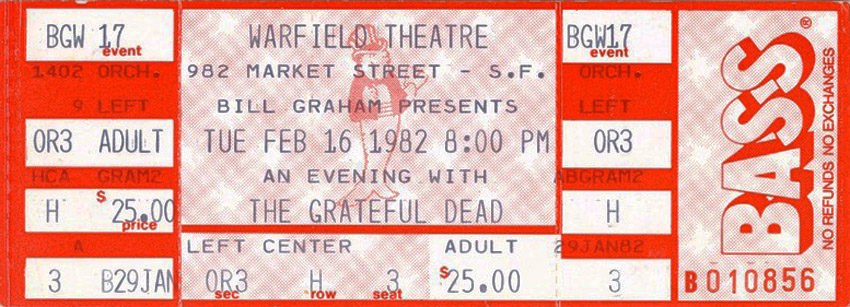 BGW 17
event
1402 ORCH.
9 LEFT
OR3 ADULT
HCA GRAM2
H $25.00
price
A
3 B29JAN
WARFIELD THEATRE
982 MARKET STREET - S.F.
BILL GRAHAM PRESENTS
TUE FEB 16 1982 8:00 PM
AN EVENING WITH
THE GRATEFUL DEAD
LEFT CENTER ADULT
OR3 H 3 $25.00
sec row seat
BGW17
event
ORCH.
LEFT
OR3
ABGRAM2
H
29JAN82
3
BASS®
NO REFUNDS NO EXCHANGES
B010856